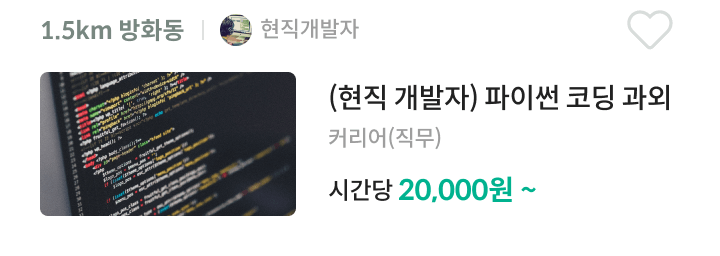 1.5km 방화동 | 현직개발자
(현직 개발자) 파이썬 코딩 과외
커리어(직무)
시간당 20,000원 ~